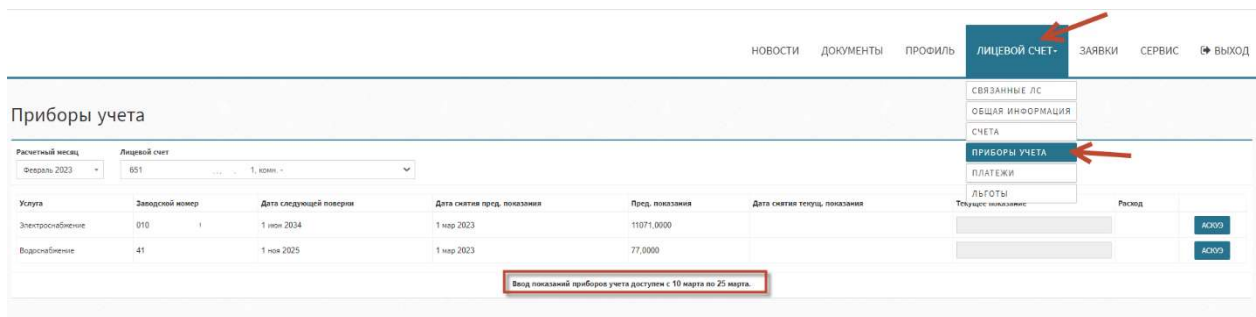 НОВОСТИ ДОКУМЕНТЫ ПРОФИЛЬ ЛИЦЕВОЙ СЧЕТ ЗАЯВКИ СЕРВИС ВЫХОД
СВЯЗАННЫЕ ЛС
ОБЩАЯ ИНФОРМАЦИЯ
СЧЕТА
ПРИБОРЫ УЧЕТА
ПЛАТЕЖИ
ЛЬГОТЫ
Приборы учета
Расчетный месяц Лицевой счет
Февраль 2023 651 1, комн. -
Услуга Заводской номер Дата следующей поверки Дата снятия пред. показания Пред. показания Дата снятия текущ. показания Текущее показание Расход
Электроснабжение 010 1 июн 2034 1 мар 2023 11071,0000 АСКУЭ
Водоснабжение 41 1 ноя 2025 1 мар 2023 77,0000 АСКУЭ
Ввод показаний приборов учета доступен с 10 марта по 25 марта.